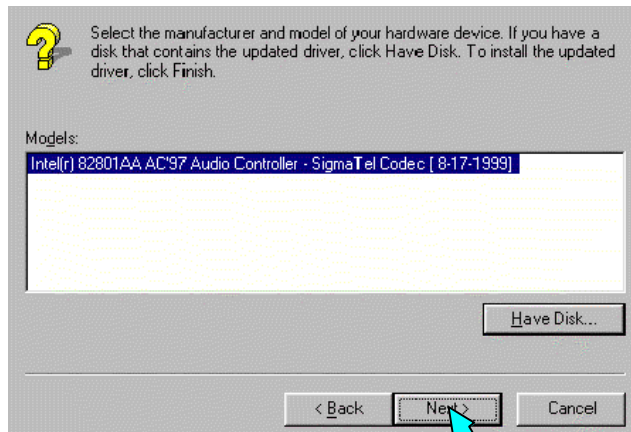 Select the manufacturer and model of your hardware device. If you have a
disk that contains the updated driver, click Have Disk. To install the updated
driver, click Finish.
Models:
Intel(r) 82801AA AC'97 Audio Controller - SigmaTel Codec [ 8-17-1999]
Have Disk...
< Back
Next >
Cancel